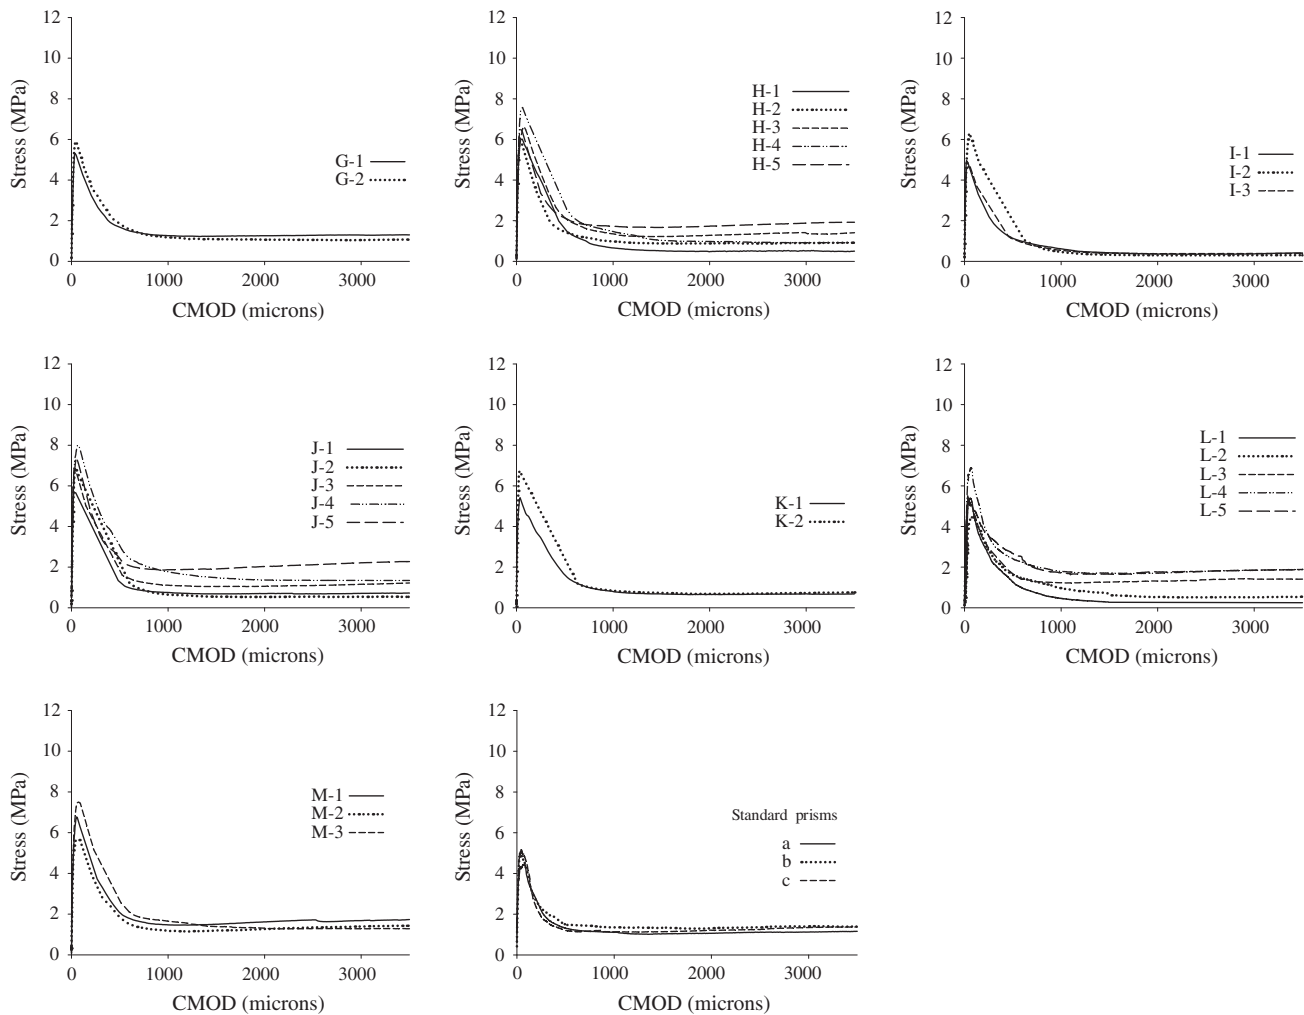 12
10
8
6
4
2
0
Stress (MPa)
G-1
G-2
0
1000
2000
3000
CMOD (microns)
12
10
8
6
4
2
0
Stress (MPa)
H-1
H-2
H-3
H-4
H-5
0
1000
2000
3000
CMOD (microns)
12
10
8
6
4
2
0
Stress (MPa)
I-1
I-2
I-3
0
1000
2000
3000
CMOD (microns)
12
10
8
6
4
2
0
Stress (MPa)
J-1
J-2
J-3
J-4
J-5
0
1000
2000
3000
CMOD (microns)
12
10
8
6
4
2
0
Stress (MPa)
K-1
K-2
0
1000
2000
3000
CMOD (microns)
12
10
8
6
4
2
0
Stress (MPa)
L-1
L-2
L-3
L-4
L-5
0
1000
2000
3000
CMOD (microns)
12
10
8
6
4
2
0
Stress (MPa)
M-1
M-2
M-3
0
1000
2000
3000
CMOD (microns)
12
10
8
6
4
2
0
Stress (MPa)
Standard prisms
a
b
c
0
1000
2000
3000
CMOD (microns)